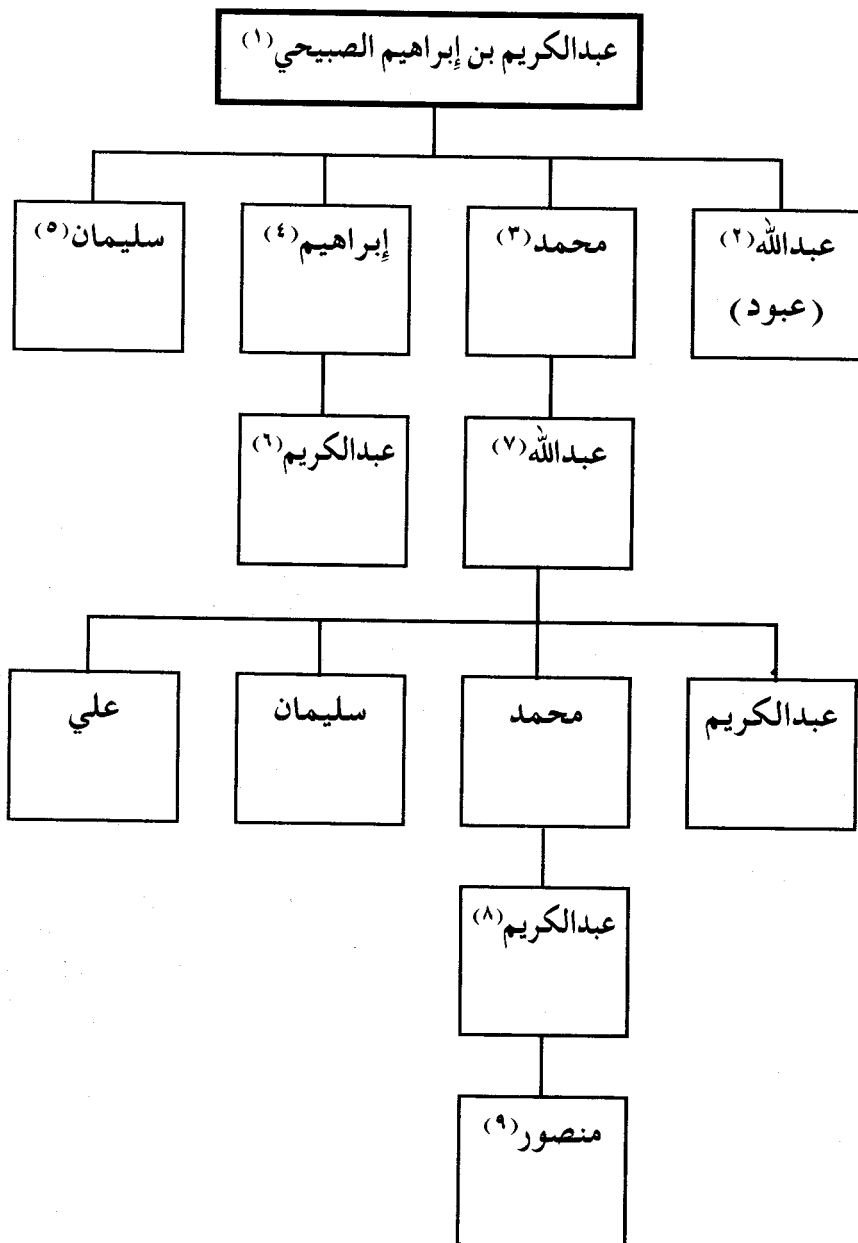 عبدالكريم بن إبراهيم الصبيحي (١)
عبدالله (٢)
(عبود)
محمد (٣)
إبراهيم (٤)
سليمان (٥)
عبدالله (٧)
عبدالكريم (٦)
عبدالكريم
محمد
سليمان
علي
عبدالكريم (٨)
منصور (٩)